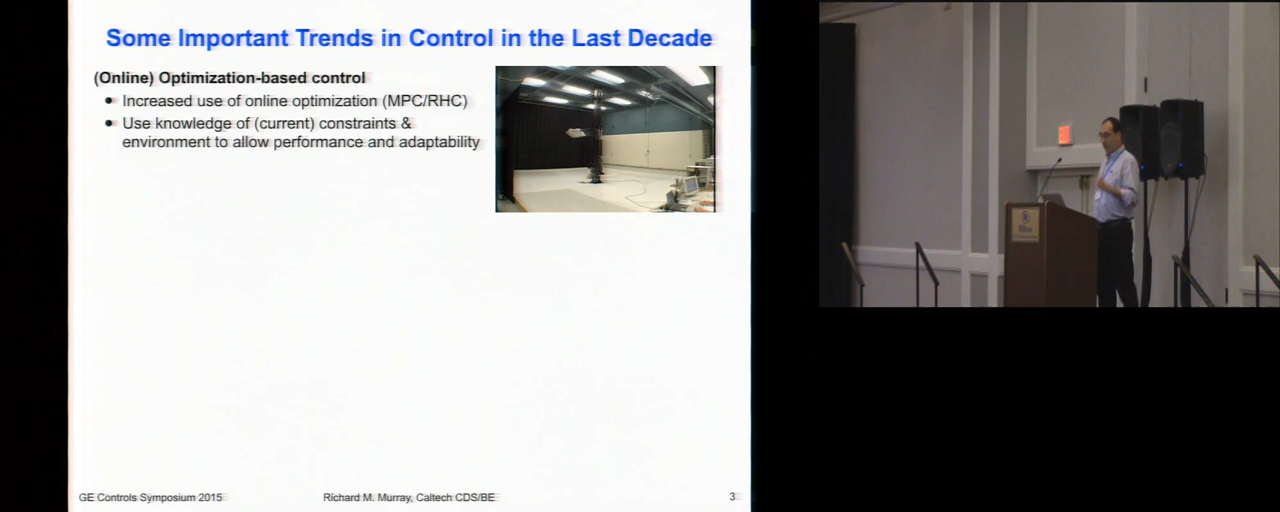 Some Important Trends in Control in the Last Decade
(Online) Optimization-based control
• Increased use of online optimization (MPC/RHC)
• Use knowledge of (current) constraints &
environment to allow performance and adaptability
GE Controls Symposium 2015
Richard M. Murray, Caltech CDS/BE
3